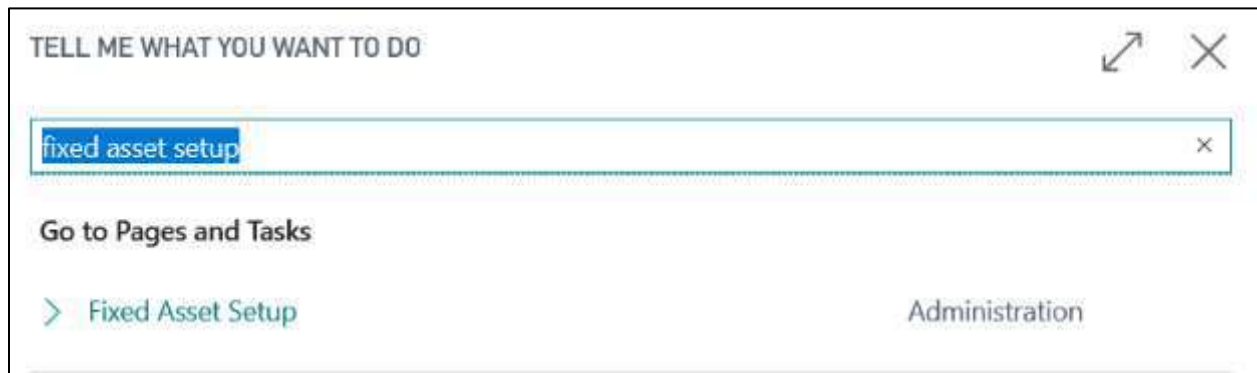 TELL ME WHAT YOU WANT TO DO
fixed asset setup
Go to Pages and Tasks
Fixed Asset Setup Administration